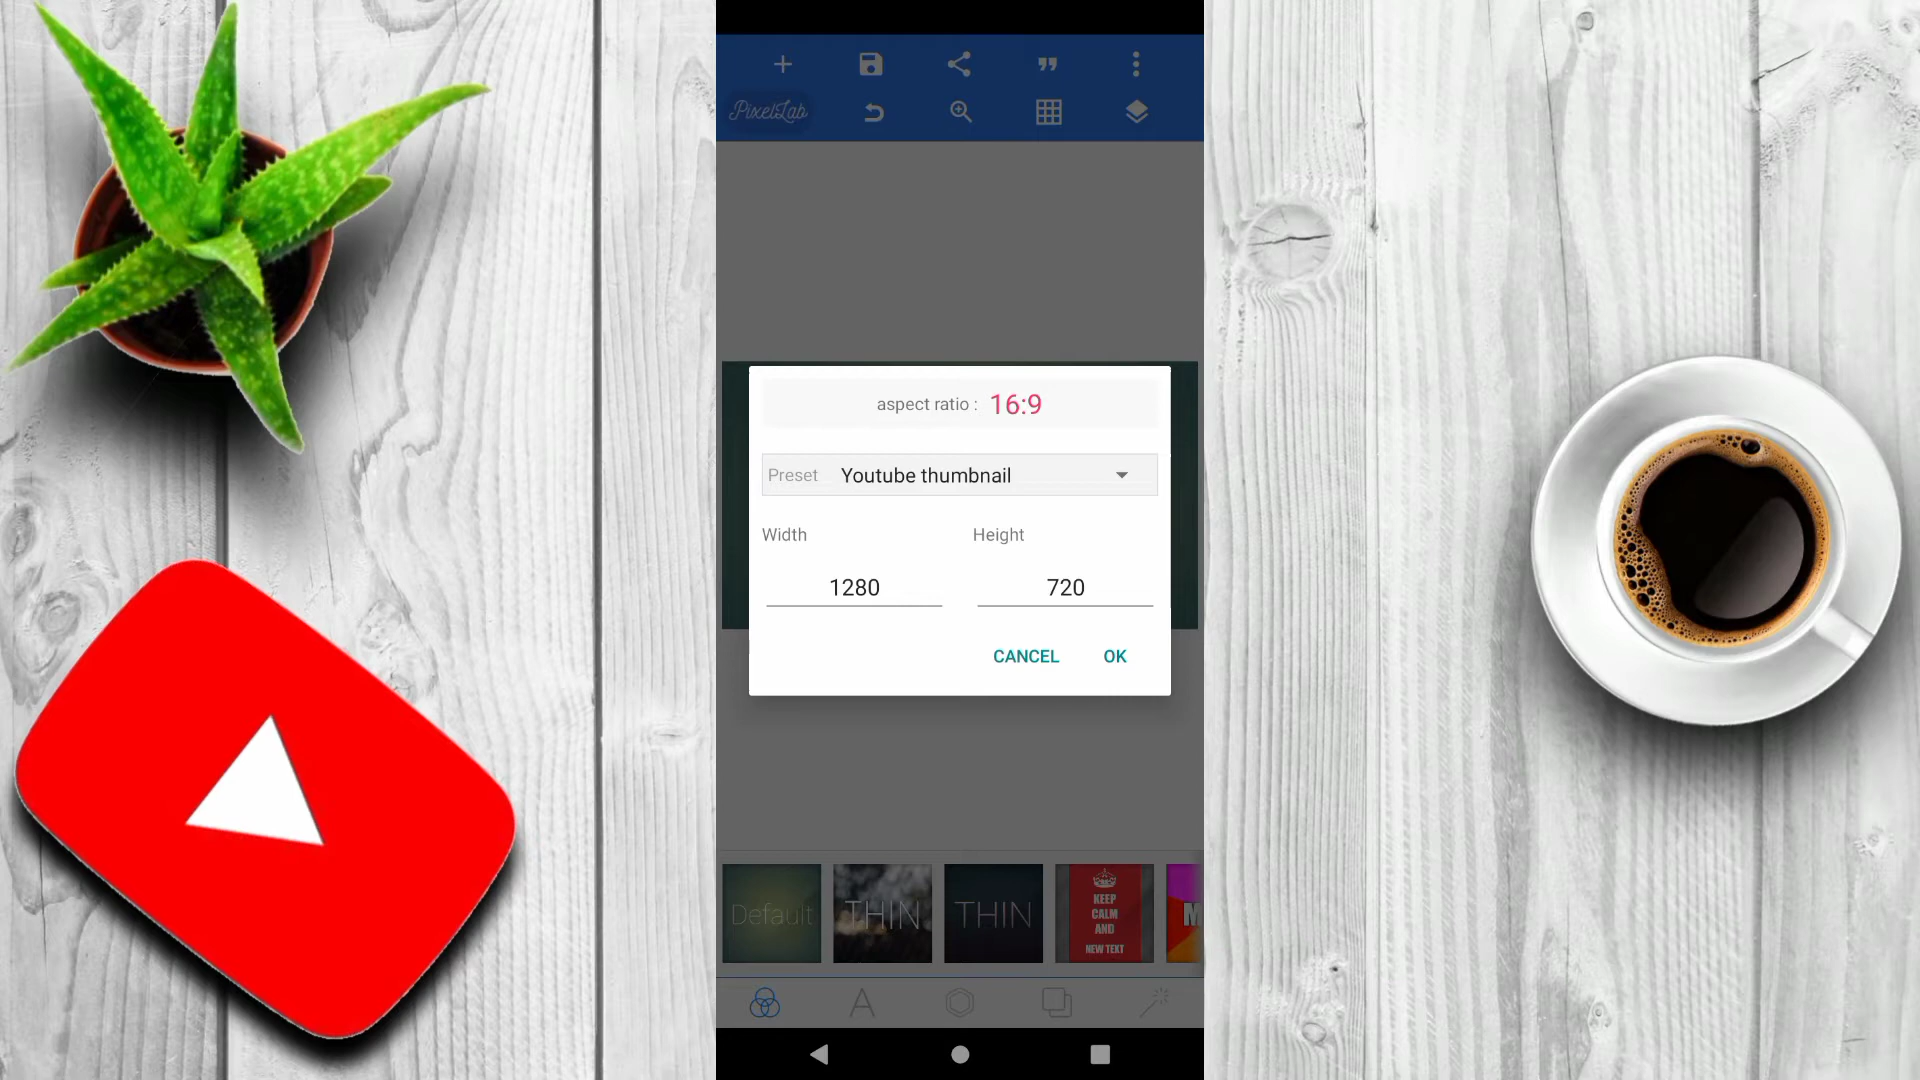 PixelLab
aspect ratio : 16:9
Preset Youtube thumbnail
Width Height
1280 720
CANCEL OK
Default
THIN
THIN
KEEP
CALM
AND
NEW TEXT
M
A